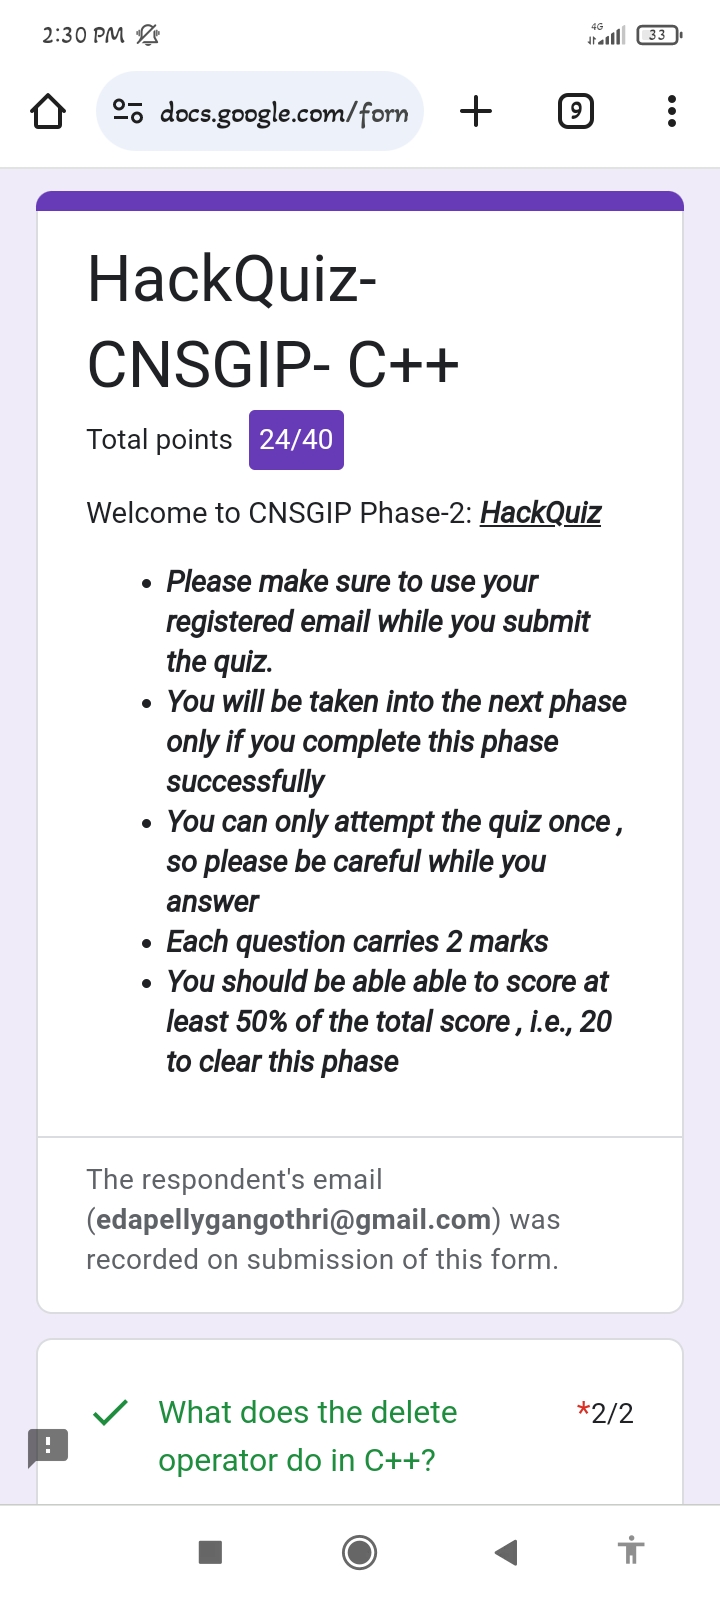 2:30 PM
4G
33
docs.google.com/forn
9
HackQuiz-
CNSGIP- C++
Total points 24/40
Welcome to CNSGIP Phase-2: HackQuiz
• Please make sure to use your
registered email while you submit
the quiz.
• You will be taken into the next phase
only if you complete this phase
successfully
• You can only attempt the quiz once ,
so please be careful while you
answer
• Each question carries 2 marks
• You should be able able to score at
least 50% of the total score , i.e., 20
to clear this phase
The respondent's email
(edapellygangothri@gmail.com) was
recorded on submission of this form.
What does the delete *2/2
operator do in C++?